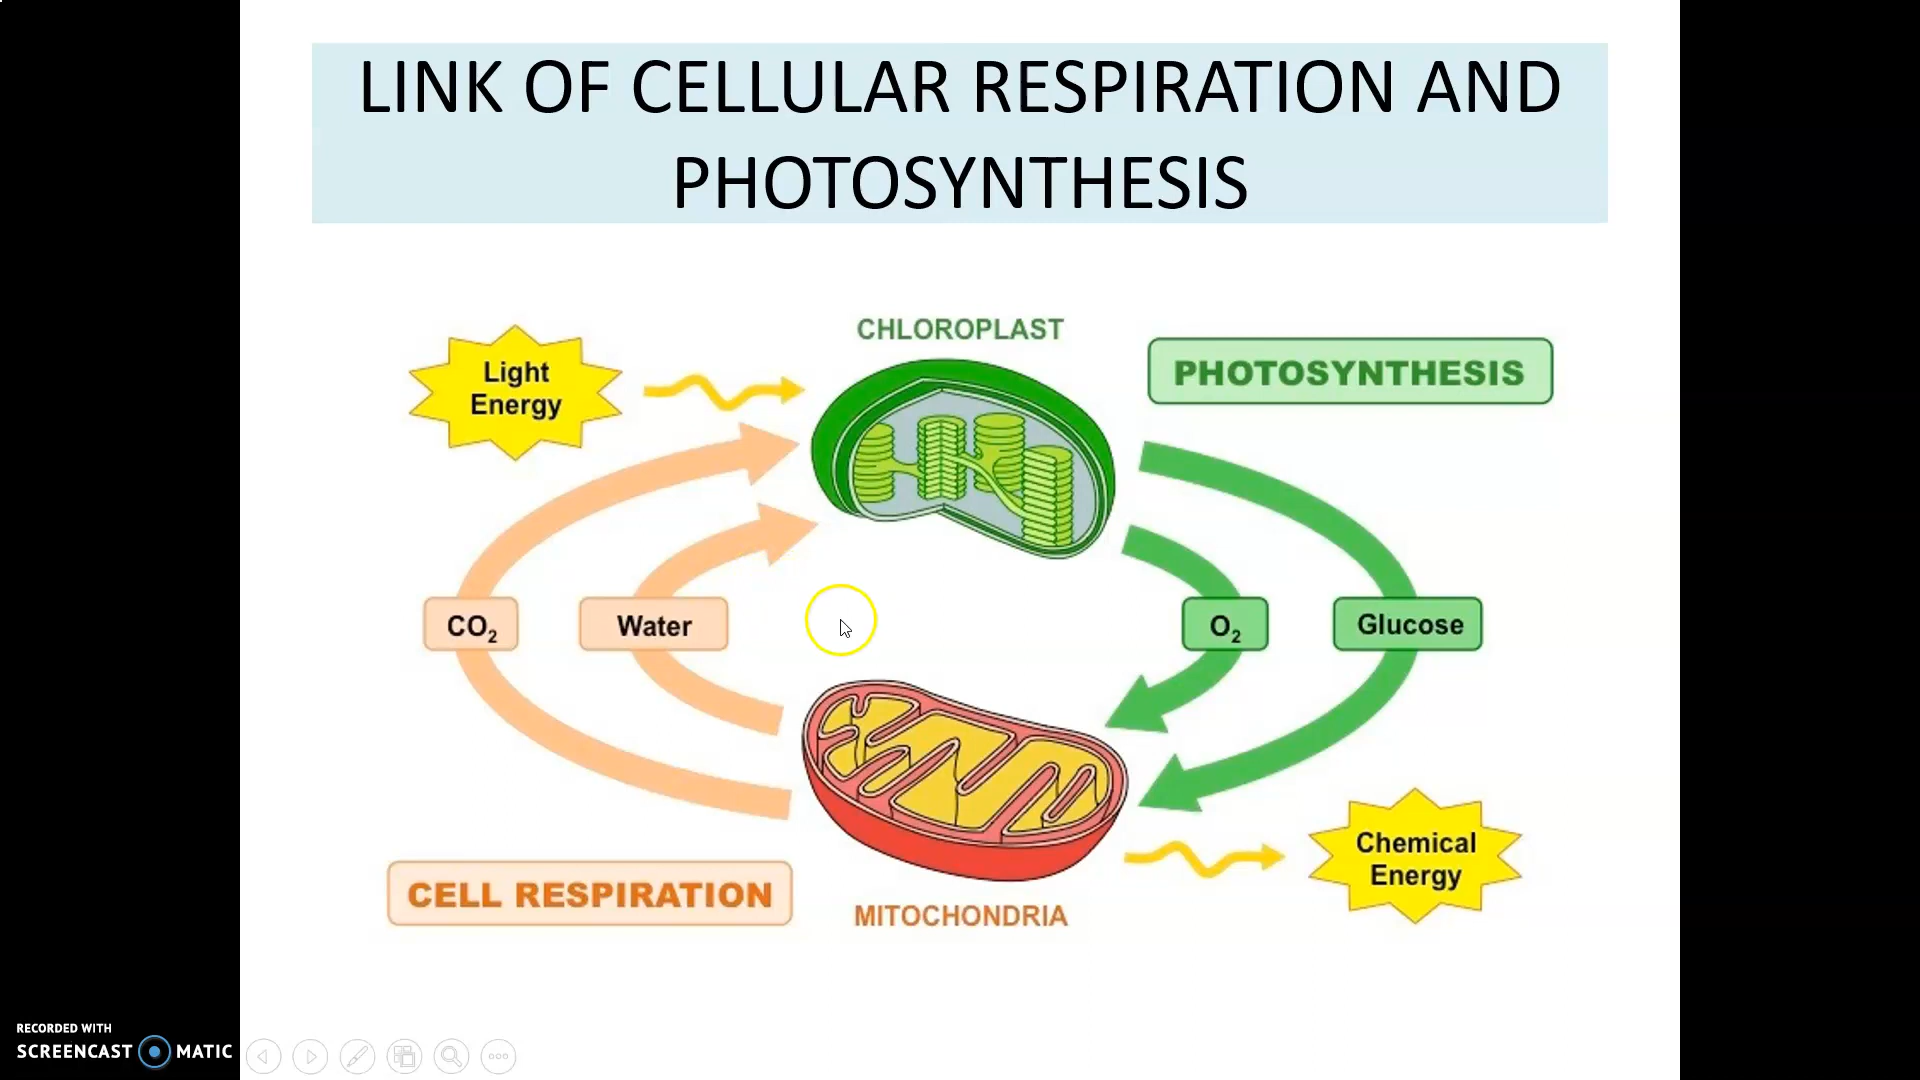 LINK OF CELLULAR RESPIRATION AND
PHOTOSYNTHESIS
CHLOROPLAST
Light
Energy
PHOTOSYNTHESIS
CO₂
Water
O₂
Glucose
Chemical
Energy
CELL RESPIRATION
MITOCHONDRIA
RECORDED WITH
SCREENCAST MATIC